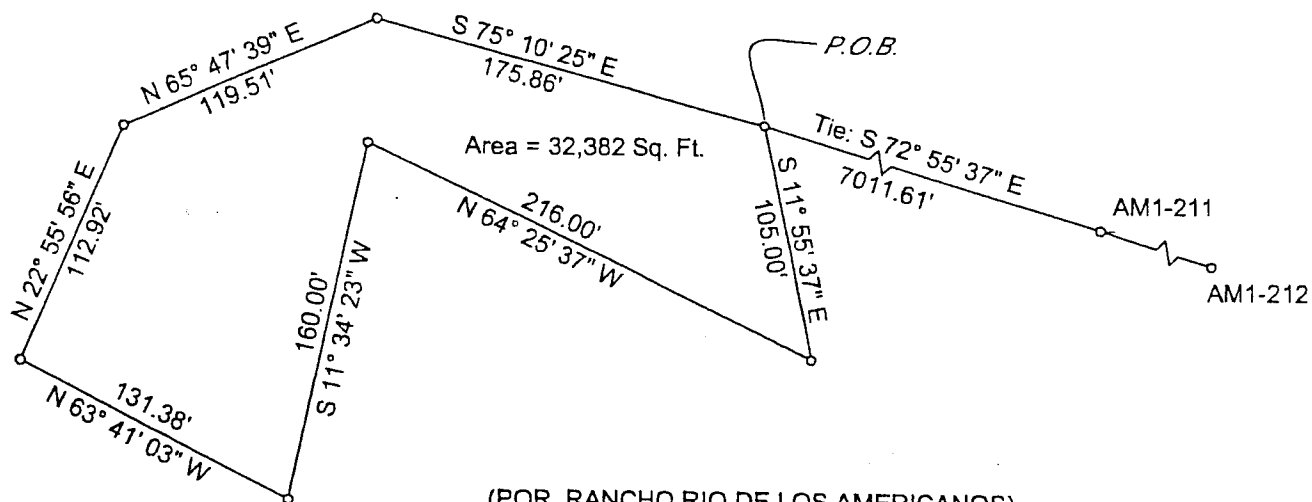 N 65° 47' 39" E
119.51'
S 75° 10' 25" E
175.86'
P.O.B.
Tie: S 72° 55' 37" E
7011.61'
AM1-211
AM1-212
Area = 32,382 Sq. Ft.
S 11° 55' 37" E
105.00'
216.00'
N 64° 25' 37" W
N 22° 55' 56" E
112.92'
160.00'
S 11° 34' 23" W
131.38'
N 63° 41' 03" W
(POR. RANCHO RIO DE LOS AMERICANOS)